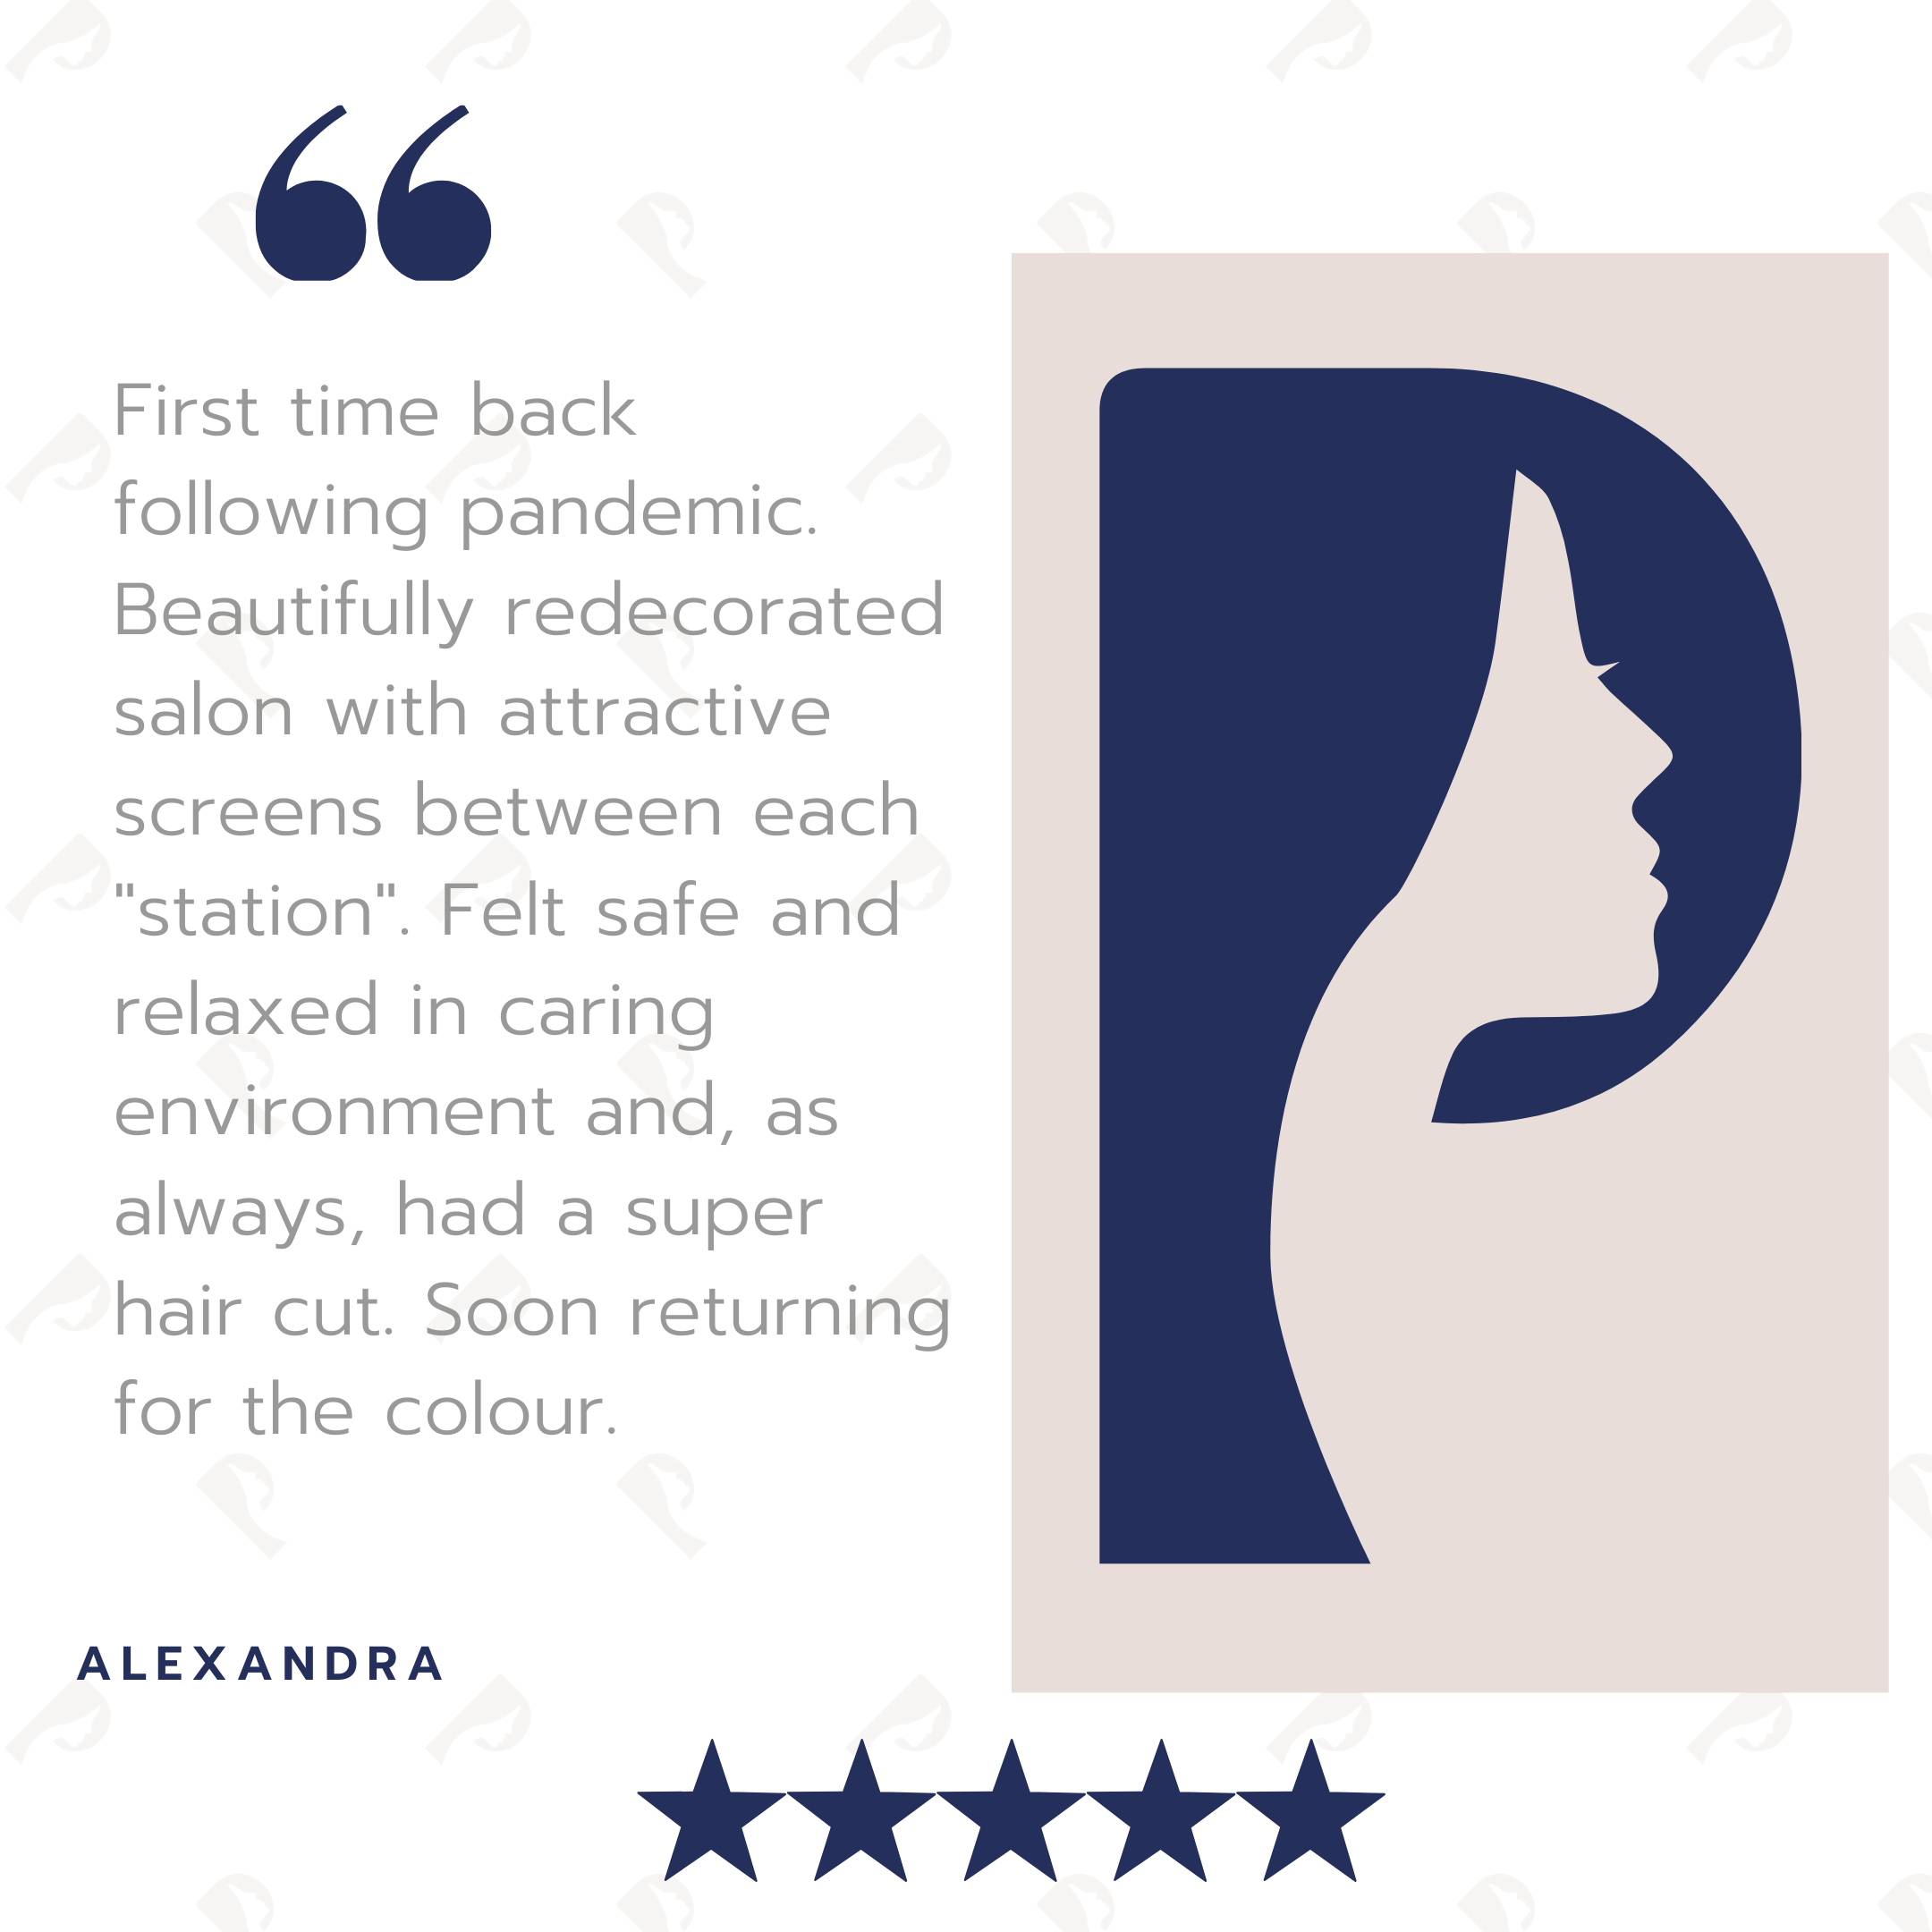 “
First time back
following pandemic.
Beautifully redecorated
salon with attractive
screens between each
"station". Felt safe and
relaxed in caring
environment and, as
always, had a super
hair cut. Soon returning
for the colour.
ALEXANDRA